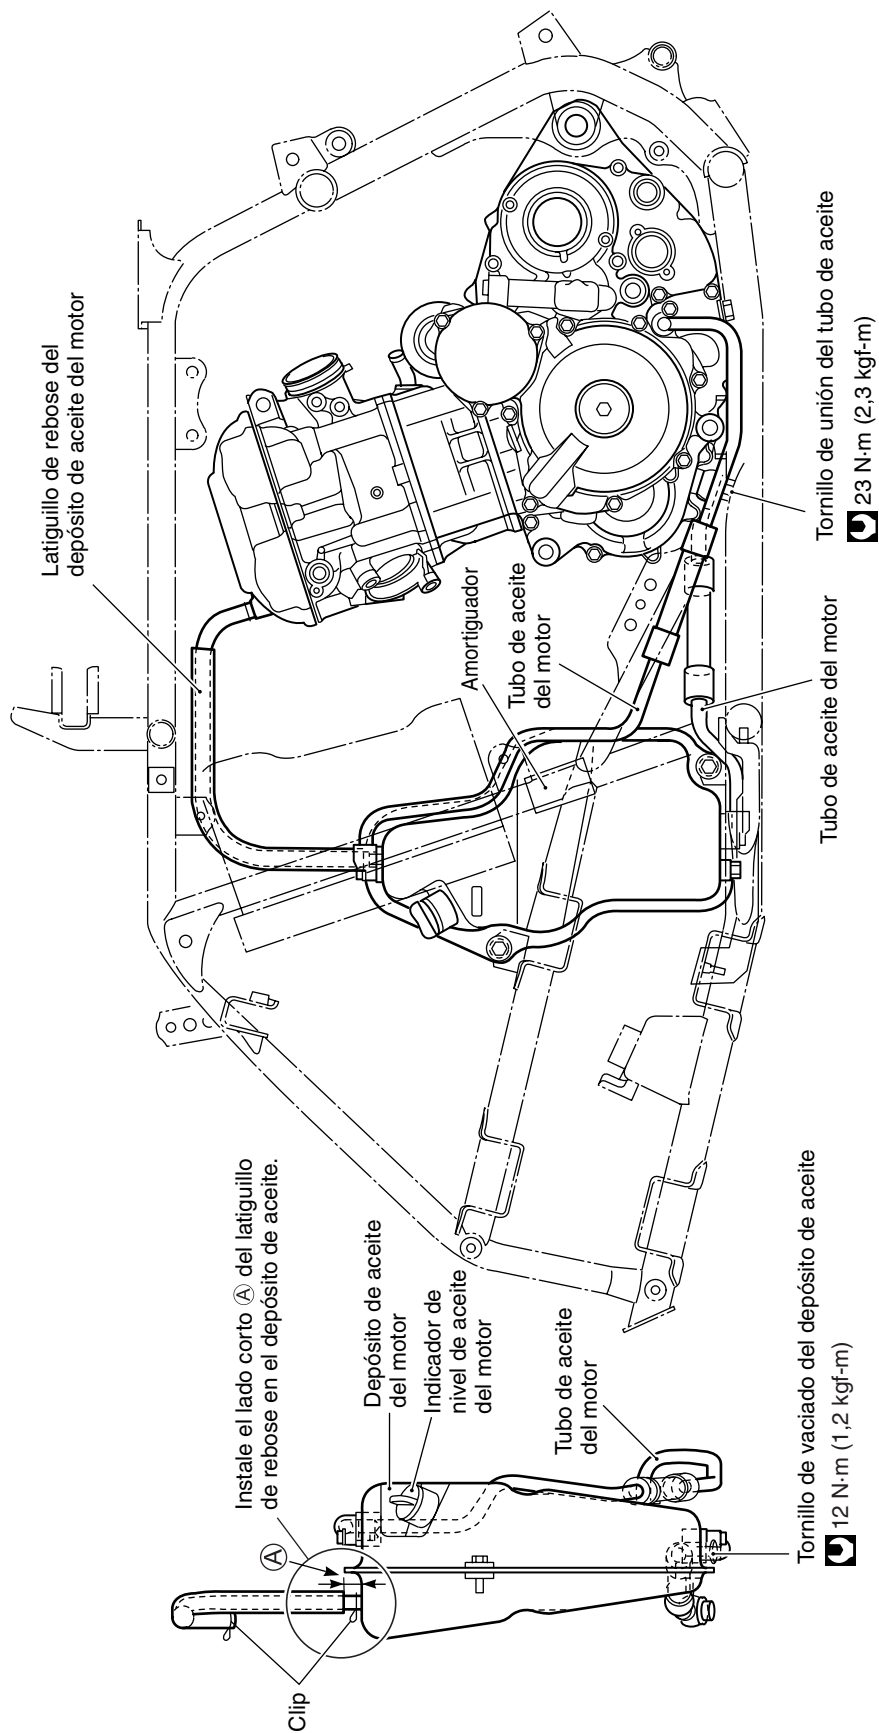 Latiguillo de rebose del
depósito de aceite del motor
Amortiguador
Tubo de aceite
del motor
Tornillo de unión del tubo de aceite
23 N·m (2,3 kgf-m)
Tubo de aceite del motor
Instale el lado corto Ⓐ del latiguillo
de rebose en el depósito de aceite.
Ⓐ
Clip
Depósito de aceite
del motor
Indicador de
nivel de aceite
del motor
Tubo de aceite
del motor
Tornillo de vaciado del depósito de aceite
12 N·m (1,2 kgf-m)